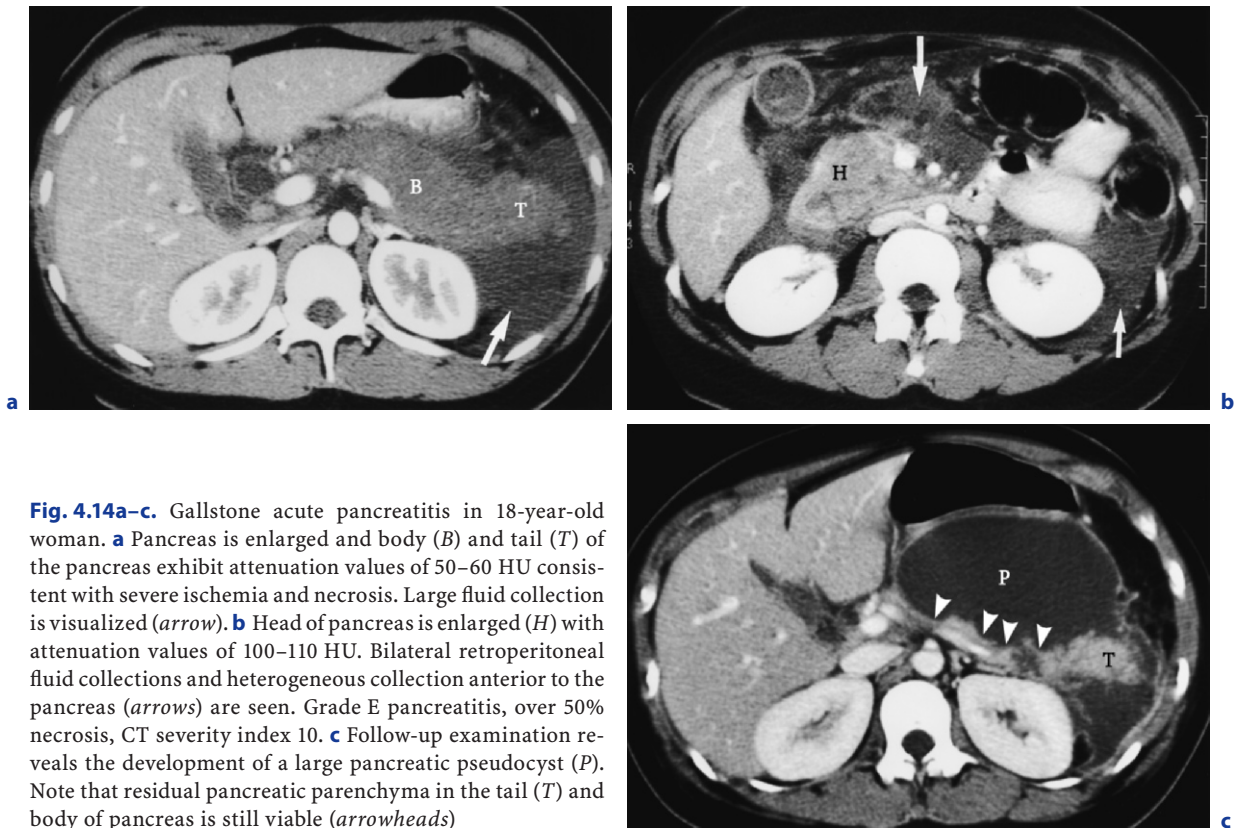 B
T
a
H
R
b
Fig. 4.14a–c. Gallstone acute pancreatitis in 18-year-old
woman. a Pancreas is enlarged and body (B) and tail (T) of
the pancreas exhibit attenuation values of 50–60 HU consis-
tent with severe ischemia and necrosis. Large fluid collection
is visualized (arrow). b Head of pancreas is enlarged (H) with
attenuation values of 100–110 HU. Bilateral retroperitoneal
fluid collections and heterogeneous collection anterior to the
pancreas (arrows) are seen. Grade E pancreatitis, over 50%
necrosis, CT severity index 10. c Follow-up examination re-
veals the development of a large pancreatic pseudocyst (P).
Note that residual pancreatic parenchyma in the tail (T) and
body of pancreas is still viable (arrowheads)
P
T
c